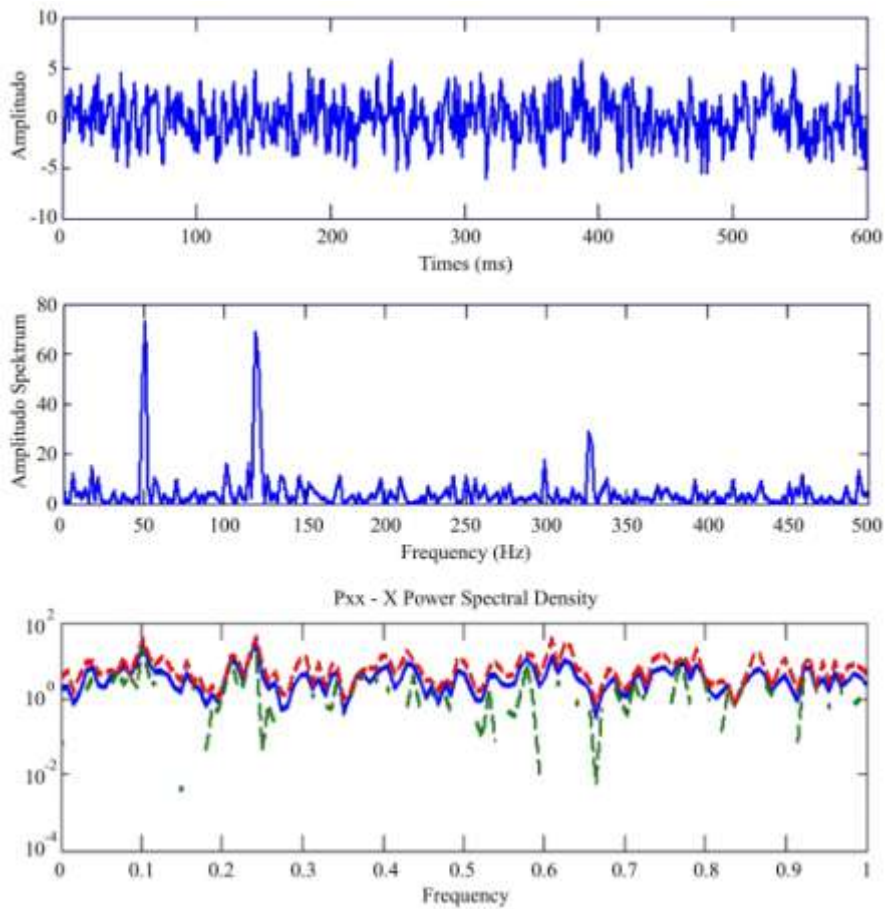 10
5
0
-5
-10
Amplitudo
0 100 200 300 400 500 600
Times (ms)
80
60
40
20
0
Amplitudo Spektrum
0 50 100 150 200 250 300 350 400 450 500
Frequency (Hz)
Pxx - X Power Spectral Density
10^2
10^0
10^-2
10^-4
0 0.1 0.2 0.3 0.4 0.5 0.6 0.7 0.8 0.9 1
Frequency